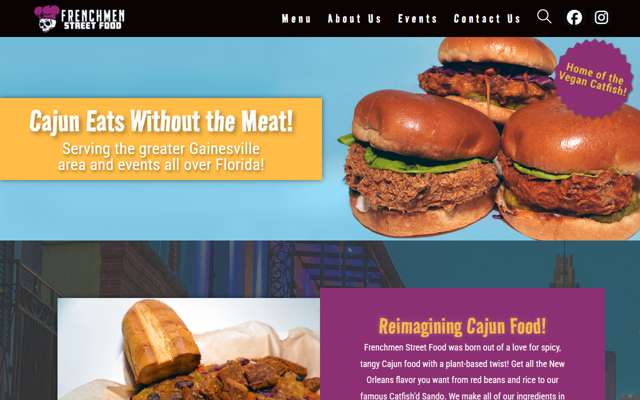 FRENCHMEN
STREET FOOD
Menu About Us Events Contact Us
Home of the
Vegan Catfish!
Cajun Eats Without the Meat!
Serving the greater Gainesville
area and events all over Florida!
Reimagining Cajun Food!
Frenchmen Street Food was born out of a love for spicy,
tangy Cajun food with a plant-based twist! Get all the New
Orleans flavor you want from red beans and rice to our
famous Catfish'd Sando. We make all of our ingredients in